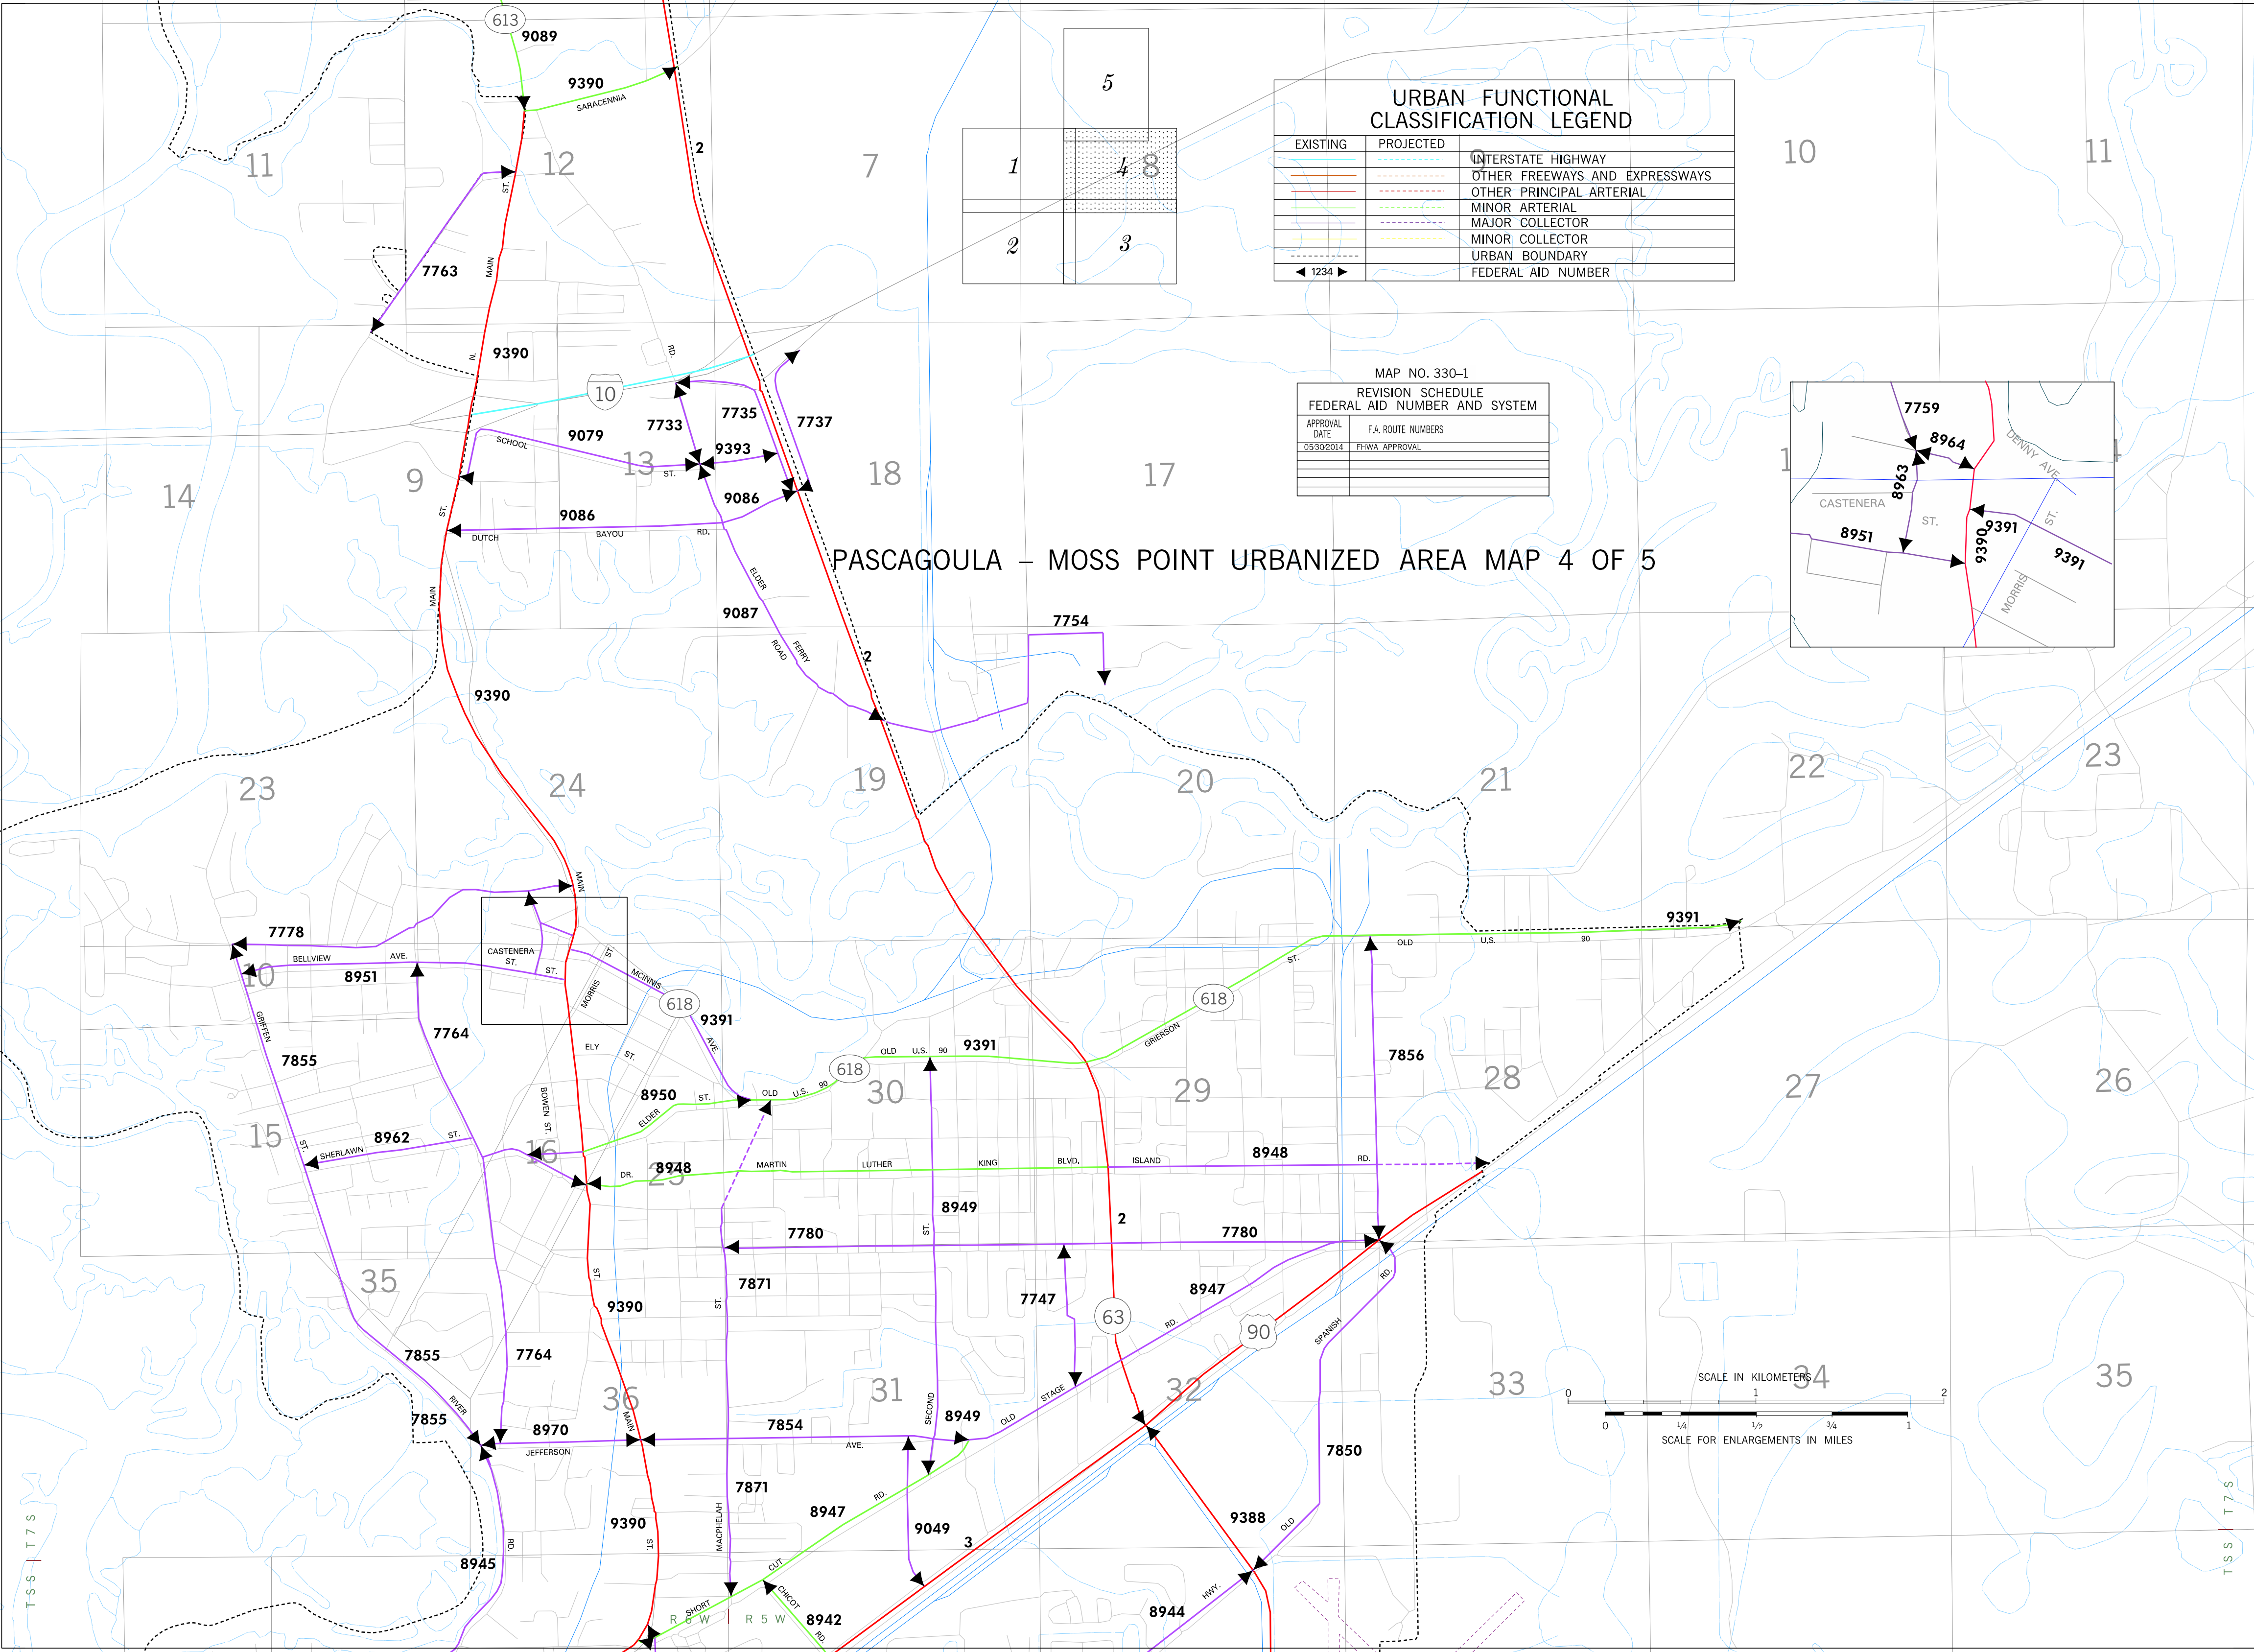 613
9089
9390
SARACENNIA
2
5
1
4
8
2
3
11
12
7
10
11
URBAN FUNCTIONAL
CLASSIFICATION LEGEND
EXISTING PROJECTED
9
INTERSTATE HIGHWAY
OTHER FREEWAYS AND EXPRESSWAYS
OTHER PRINCIPAL ARTERIAL
MINOR ARTERIAL
MAJOR COLLECTOR
MINOR COLLECTOR
URBAN BOUNDARY
1234 FEDERAL AID NUMBER
ST.
MAIN
N.
7763
9390
RD.
10
7735
7733
7737
9393
SCHOOL
9079
ST.
13
9
14
18
17
MAP NO. 330–1
REVISION SCHEDULE
FEDERAL AID NUMBER AND SYSTEM
APPROVAL
DATE
F.A. ROUTE NUMBERS
05/30/2014 FHWA APPROVAL
7759
8964
DENNY AVE
8963
CASTENERA
ST.
8951
9390
9391
ST.
9391
MORRIS
ST.
9086
9086
DUTCH BAYOU RD.
MAIN
PASCAGOULA – MOSS POINT URBANIZED AREA MAP 4 OF 5
ELDER
9087
FERRY
ROAD
7754
2
9390
23
24
19
20
21
22
23
MAIN
7778
10
BELLVIEW AVE.
8951
CASTENERA
ST.
ST.
ST.
MORRIS
MCINNIS
618
9391
AVE.
GRIFFEN
7855
7764
ELY
ST.
BOWEN ST.
8950
ELDER
ST.
OLD U.S. 90
618
OLD U.S. 90
9391
30
GRIERSON
618
ST.
OLD U.S. 90
9391
7856
29
28
27
26
15
ST.
SHERLAWN
8962
ST.
16
25
DR.
8948
MARTIN LUTHER KING BLVD.
ISLAND
8948
RD.
8949
ST.
2
7780
7780
35
ST.
9390
7871
ST.
7747
63
8947
RD.
90
SPANISH
RD.
7855
7764
RIVER
7855
36
MAIN
31
SECOND
8949
OLD
STAGE
32
33
SCALE IN KILOMETERS
34
35
0 1 2
0 1/4 1/2 3/4 1
SCALE FOR ENLARGEMENTS IN MILES
8970
JEFFERSON
7854
AVE.
7850
7871
MACPHELAH
8947
RD.
9049
3
9388
OLD
9390
ST.
RD.
8945
CUT
SHORT
CHICOT
RD.
8942
HWY.
8944
R 6 W
R 5 W
TSS T7S
TSS T7S